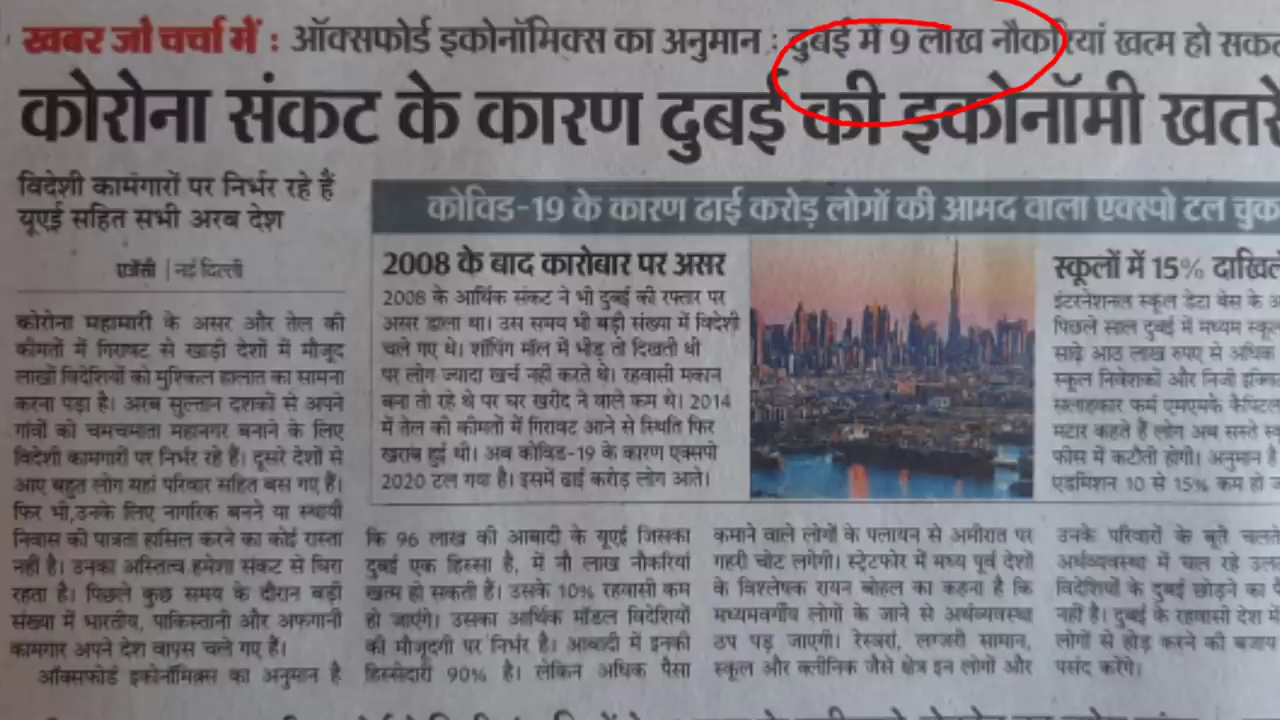 खबर जो चर्चा में : ऑक्सफोर्ड इकोनॉमिक्स का अनुमान : दुबई में 9 लाख नौकरियां खत्म हो सकत
कोरोना संकट के कारण दुबई की इकोनॉमी खतरे
विदेशी कामंगारों पर निर्भर रहे हैं
यूएई सहित सभी अरब देश
एजेंसी | नई दिल्ली
कोरोना महामारी के असर और तेल की
कीमतों में गिरावट से खाड़ी देशों में मौजूद
लाखों विदेशियों को मुश्किल हालात का सामना
करना पड़ा है। अरब सुल्तान दशकों से अपने
गांवों को चमचमाता महानगर बनाने के लिए
विदेशी कामगारों पर निर्भर रहे हैं। दूसरे देशों से
आए बहुत लोग यहां परिवार सहित बस गए हैं।
फिर भी,उनके लिए नागरिक बनने या स्थायी
निवास की पात्रता हासिल करने का कोई रास्ता
नहीं है। उनका अस्तित्व हमेशा संकट से घिरा
रहता है। पिछले कुछ समय के दौरान बड़ी
संख्या में भारतीय, पाकिस्तानी और अफगानी
कामगार अपने देश वापस चले गए हैं।
ऑक्सफोर्ड इकोनॉमिक्स का अनुमान है
कोविड-19 के कारण ढाई करोड़ लोगों की आमद वाला एक्स्पो टल चुक
2008 के बाद कारोबार पर असर
2008 के आर्थिक संकट ने भी दुबई की रफ्तार पर
असर डाला था। उस समय भी बड़ी संख्या में विदेशी
चले गए थे। शॉपिंग मॉल में भीड़ तो दिखती थी
पर लोग ज्यादा खर्च नहीं करते थे। रहवासी मकान
बना तो रहे थे पर घर खरीद ने वाले कम थे। 2014
में तेल की कीमतों में गिरावट आने से स्थिति फिर
खराब हुई थी। अब कोविड-19 के कारण एक्सपो
2020 टल गया है। इसमें ढाई करोड़ लोग आते।
स्कूलों में 15% दाखिले
इंटरनेशनल स्कूल डेटा बेस के अ
पिछले साल दुबई में मध्यम स्कूल
साढ़े आठ लाख रुपए से अधिक
स्कूल निवेशकों और निजी इक्वि
सलाहकार फर्म एमएमके कैपिटल
मटार कहते हैं लोग अब सस्ते स्कू
फीस में कटौती होगी। अनुमान है
एडमिशन 10 से 15% कम हो ज
कि 96 लाख की आबादी के यूएई जिसका
दुबई एक हिस्सा है, में नौ लाख नौकरियां
खत्म हो सकती हैं। उसके 10% रहवासी कम
हो जाएंगे। उसका आर्थिक मॉडल विदेशियों
की मौजूदगी पर निर्भर है। आबादी में इनकी
हिस्सेदारी 90% है। लेकिन अधिक पैसा
कमाने वाले लोगों के पलायन से अमीरात पर
गहरी चोट लगेगी। स्ट्रेटफोर में मध्य पूर्व देशों
के विश्लेषक रायन बोहल का कहना है कि
मध्यमवर्गीय लोगों के जाने से अर्थव्यवस्था
ठप पड़ जाएगी। रेस्त्रां, लग्जरी सामान,
स्कूल और क्लीनिक जैसे क्षेत्र इन लोगों और
उनके परिवारों के बूते चलते
अर्थव्यवस्था में चल रहे उल
विदेशियों के दुबई छोड़ने का
नहीं है। दुबई के रहवासी देश में
लोगों से होड़ करने की बजाय
पसंद करेंगे।